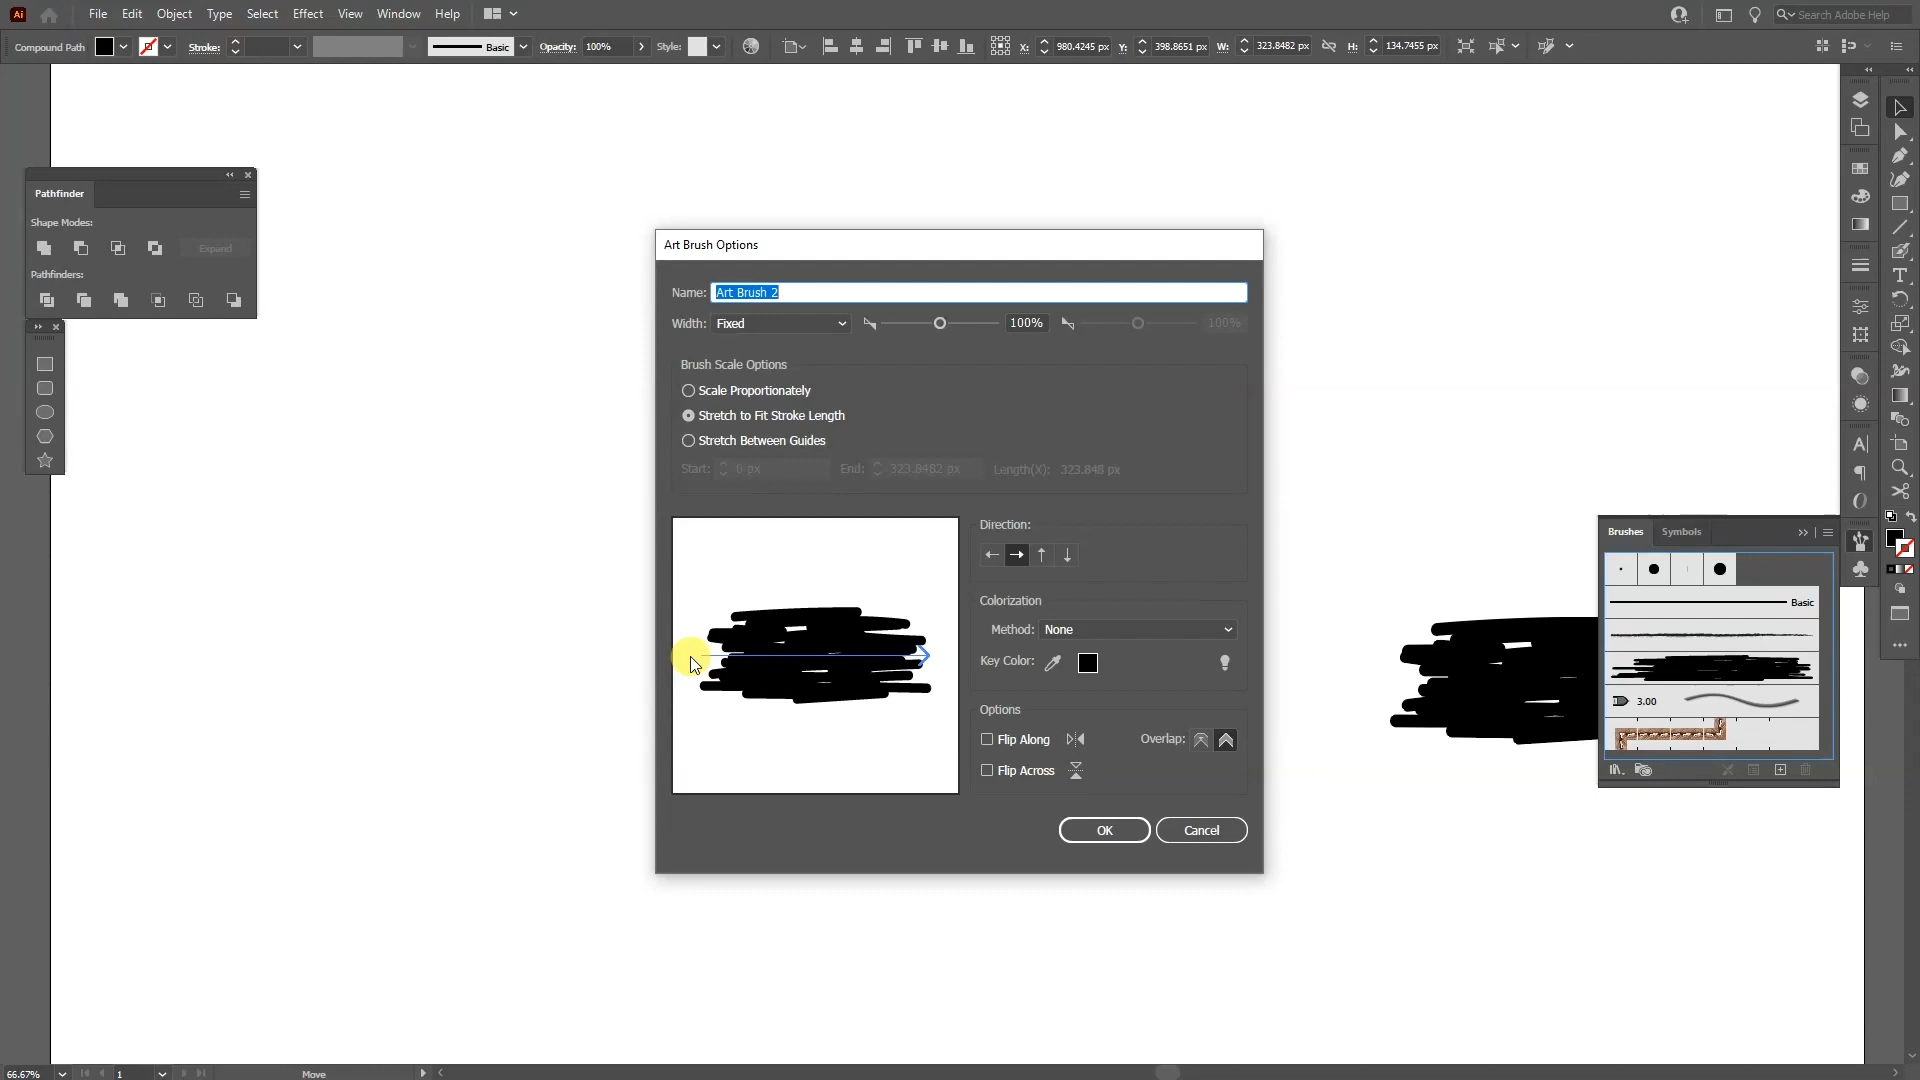 Ai File Edit Object Type Select Effect View Window Help Search Adobe Help
Compound Path Stroke: Basic Opacity: 100% Style: X: 980.4245 px Y: 398.8651 px W: 323.8482 px H: 134.7455 px
Pathfinder
Shape Modes:
Expand
Pathfinders:
Art Brush Options
Name: Art Brush 2
Width: Fixed 100% 100%
Brush Scale Options
Scale Proportionately
Stretch to Fit Stroke Length
Stretch Between Guides
Start: 0 px End: 323.8482 px Length(X): 323.848 px
Direction:
Colorization
Method: None
Key Color:
Options
Flip Along Overlap:
Flip Across
OK Cancel
Brushes Symbols
Basic
3.00
66.67% 1 Move